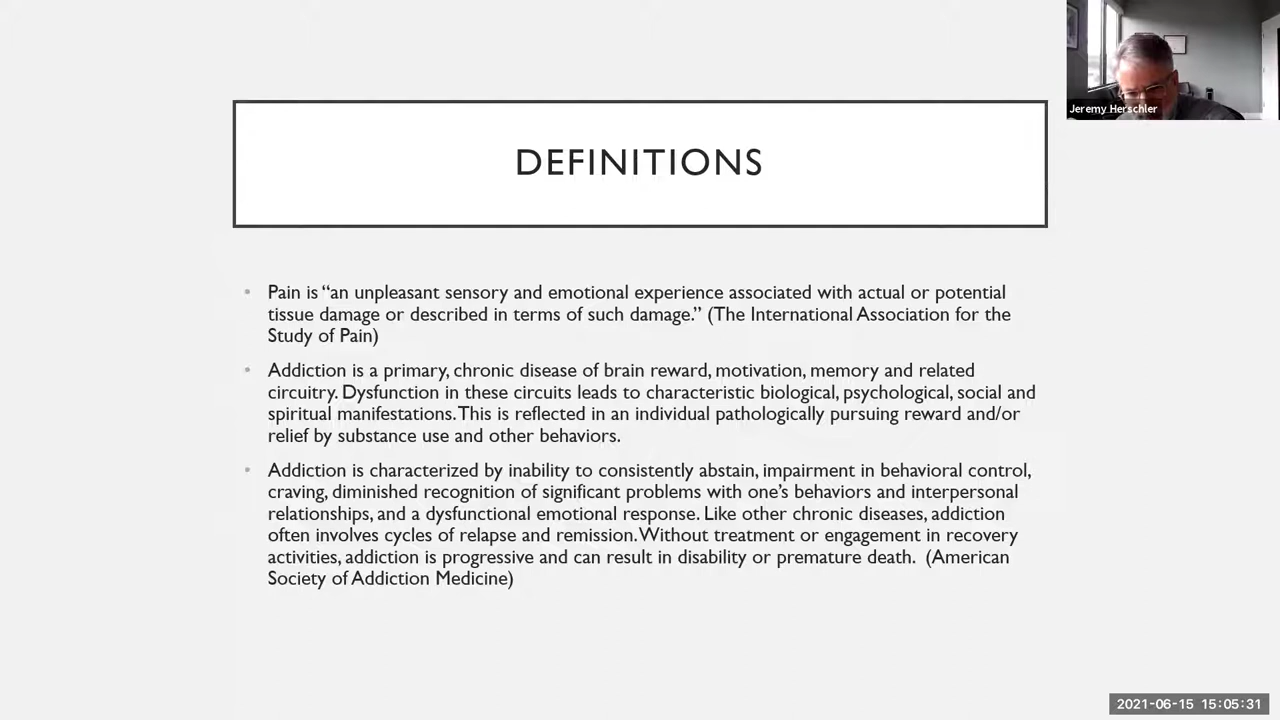 Jeremy Herschler
DEFINITIONS
• Pain is “an unpleasant sensory and emotional experience associated with actual or potential
tissue damage or described in terms of such damage.” (The International Association for the
Study of Pain)
• Addiction is a primary, chronic disease of brain reward, motivation, memory and related
circuitry. Dysfunction in these circuits leads to characteristic biological, psychological, social and
spiritual manifestations. This is reflected in an individual pathologically pursuing reward and/or
relief by substance use and other behaviors.
• Addiction is characterized by inability to consistently abstain, impairment in behavioral control,
craving, diminished recognition of significant problems with one’s behaviors and interpersonal
relationships, and a dysfunctional emotional response. Like other chronic diseases, addiction
often involves cycles of relapse and remission. Without treatment or engagement in recovery
activities, addiction is progressive and can result in disability or premature death. (American
Society of Addiction Medicine)
2021-06-15 15:05:31